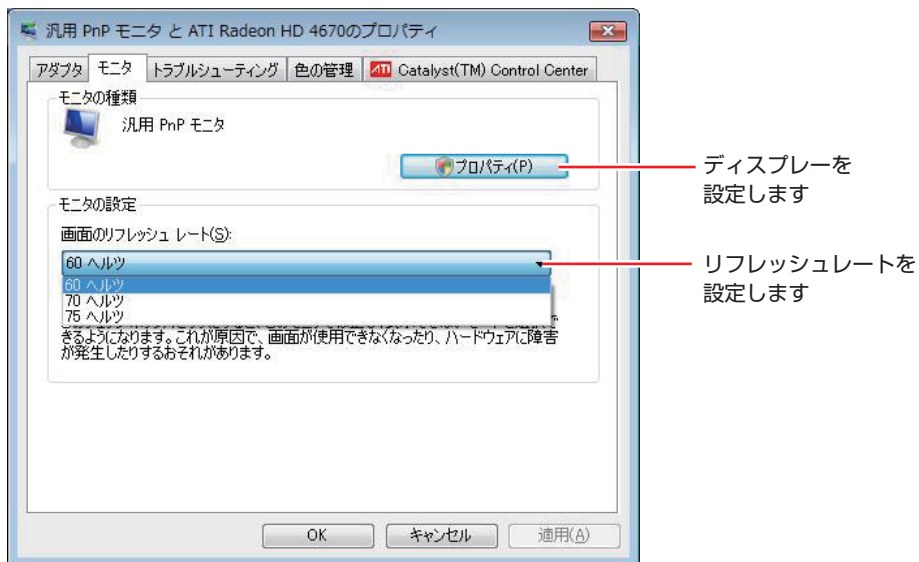 汎用 PnP モニタ と ATI Radeon HD 4670のプロパティ
アダプタ モニタ トラブルシューティング 色の管理 ATI Catalyst(TM) Control Center
モニタの種類
汎用 PnP モニタ
プロパティ(P)
ディスプレーを
設定します
モニタの設定
画面のリフレッシュ レート(S):
60 ヘルツ
リフレッシュレートを
設定します
60 ヘルツ
70 ヘルツ
75 ヘルツ
きるようになります。これが原因で、画面が使用できなくなったり、ハードウェアに障害
が発生したりするおそれがあります。
OK キャンセル 適用(A)